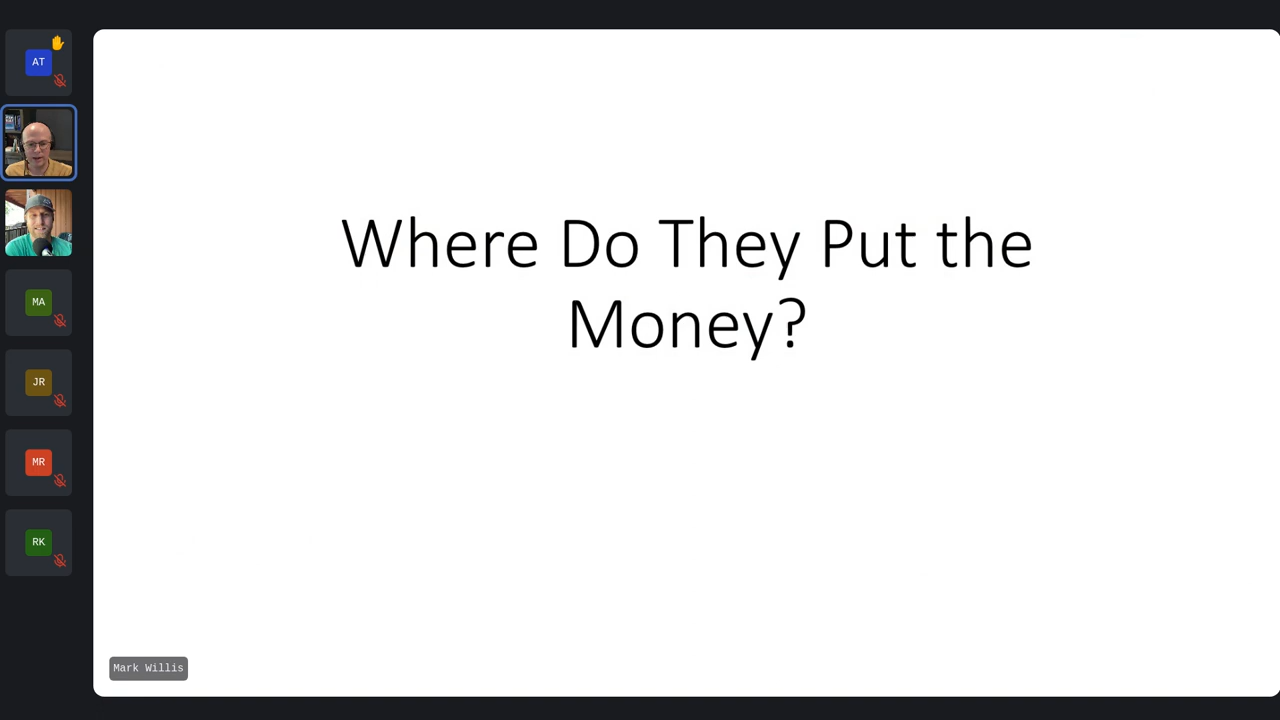 AT
Where Do They Put the
Money?
MA
JR
MR
RK
Mark Willis